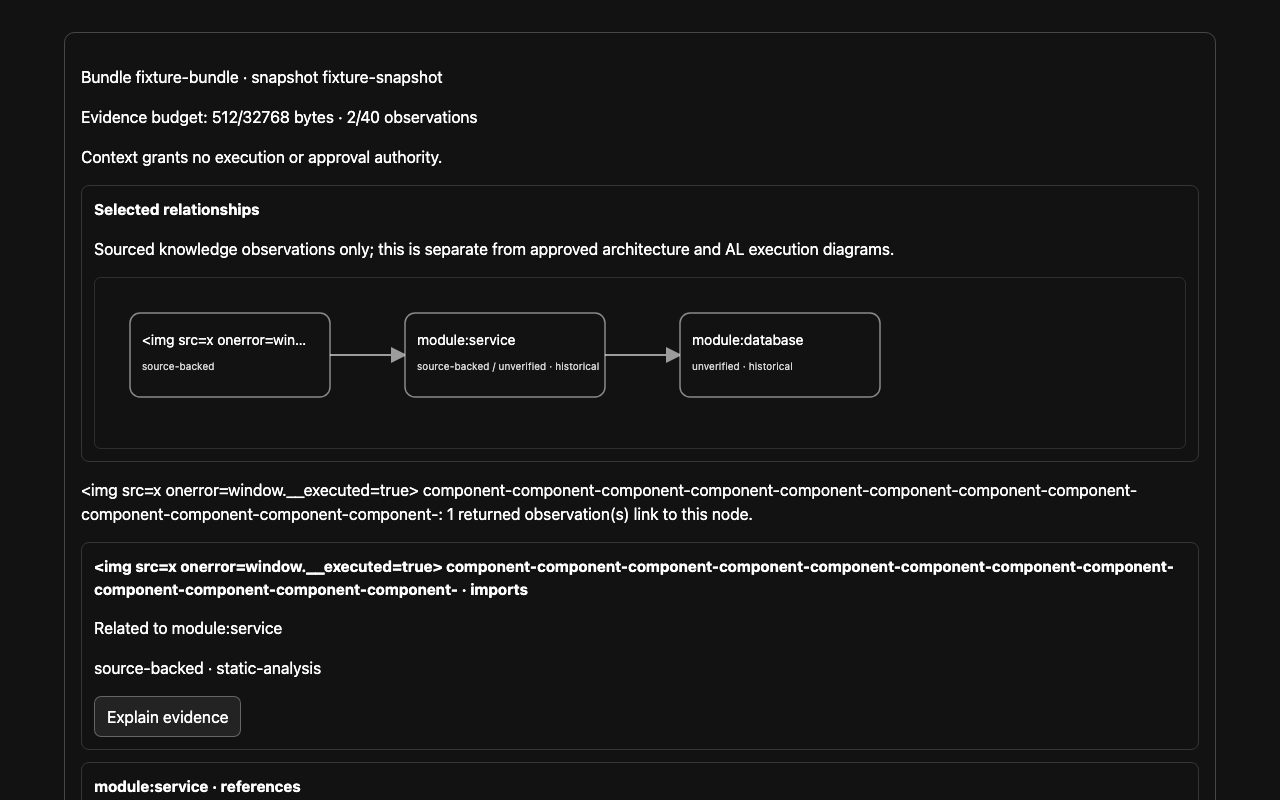 Bundle fixture-bundle · snapshot fixture-snapshot
Evidence budget: 512/32768 bytes · 2/40 observations
Context grants no execution or approval authority.
Selected relationships
Sourced knowledge observations only; this is separate from approved architecture and AL execution diagrams.
<img src=x onerror=win...
source-backed
module:service
source-backed / unverified · historical
module:database
unverified · historical
<img src=x onerror=window.__executed=true> component-component-component-component-component-component-component-component-
component-component-component-component-: 1 returned observation(s) link to this node.
<img src=x onerror=window.__executed=true> component-component-component-component-component-component-component-component-
component-component-component-component- · imports
Related to module:service
source-backed · static-analysis
Explain evidence
module:service · references